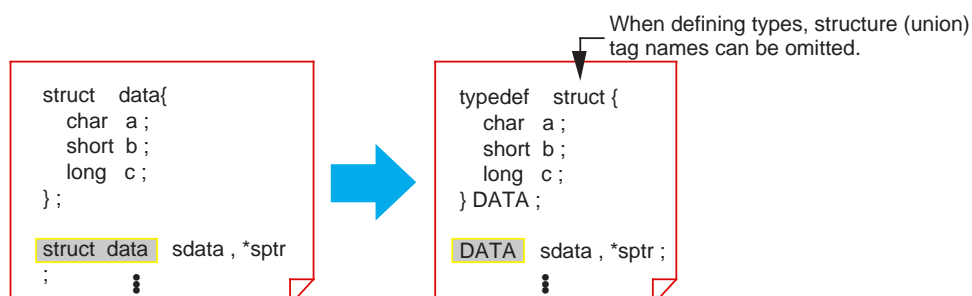 When defining types, structure (union)
tag names can be omitted.
struct data{
char a ;
short b ;
long c ;
} ;
struct data sdata , *sptr
;
typedef struct {
char a ;
short b ;
long c ;
} DATA ;
DATA sdata , *sptr ;